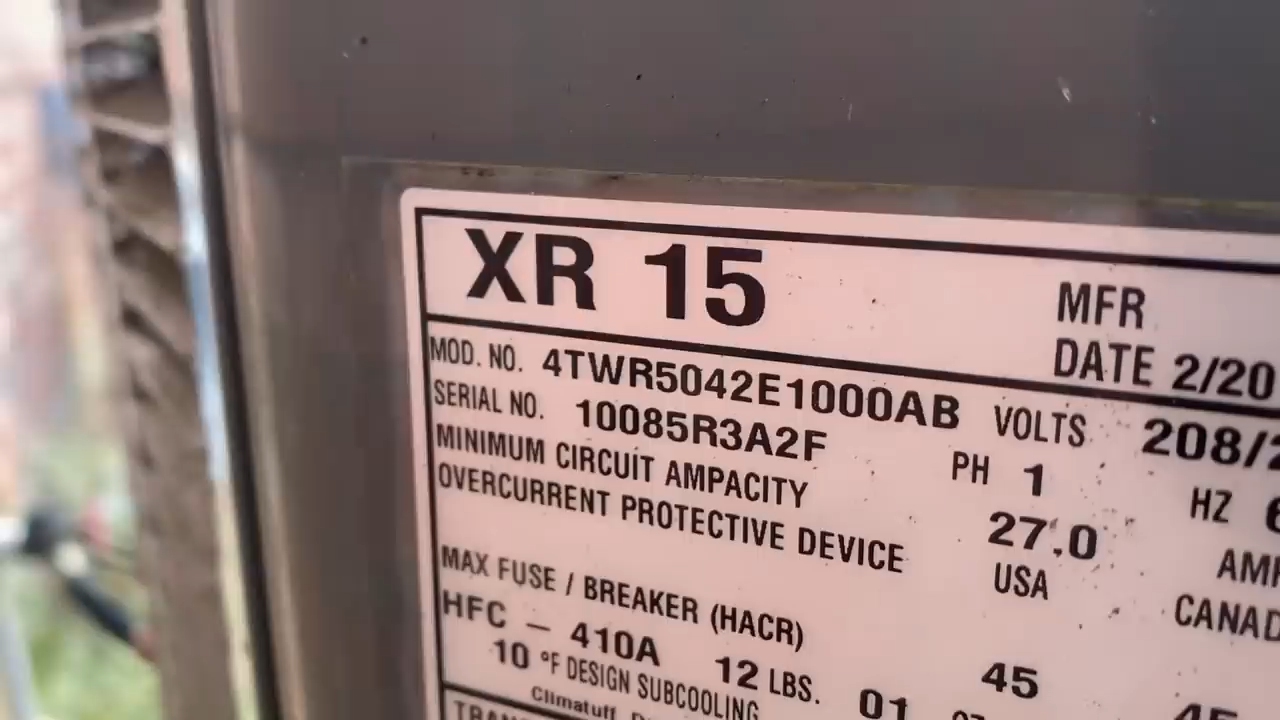 XR 15
MFR
DATE 2/20
MOD. NO. 4TWR5042E1000AB VOLTS 208/2
SERIAL NO. 10085R3A2F PH 1 HZ 6
MINIMUM CIRCUIT AMPACITY 27.0 AMP
OVERCURRENT PROTECTIVE DEVICE USA CANAD
MAX FUSE / BREAKER (HACR) 45 45
HFC – 410A 12 LBS. 01
10 °F DESIGN SUBCOOLING
Climatuff
TRAN